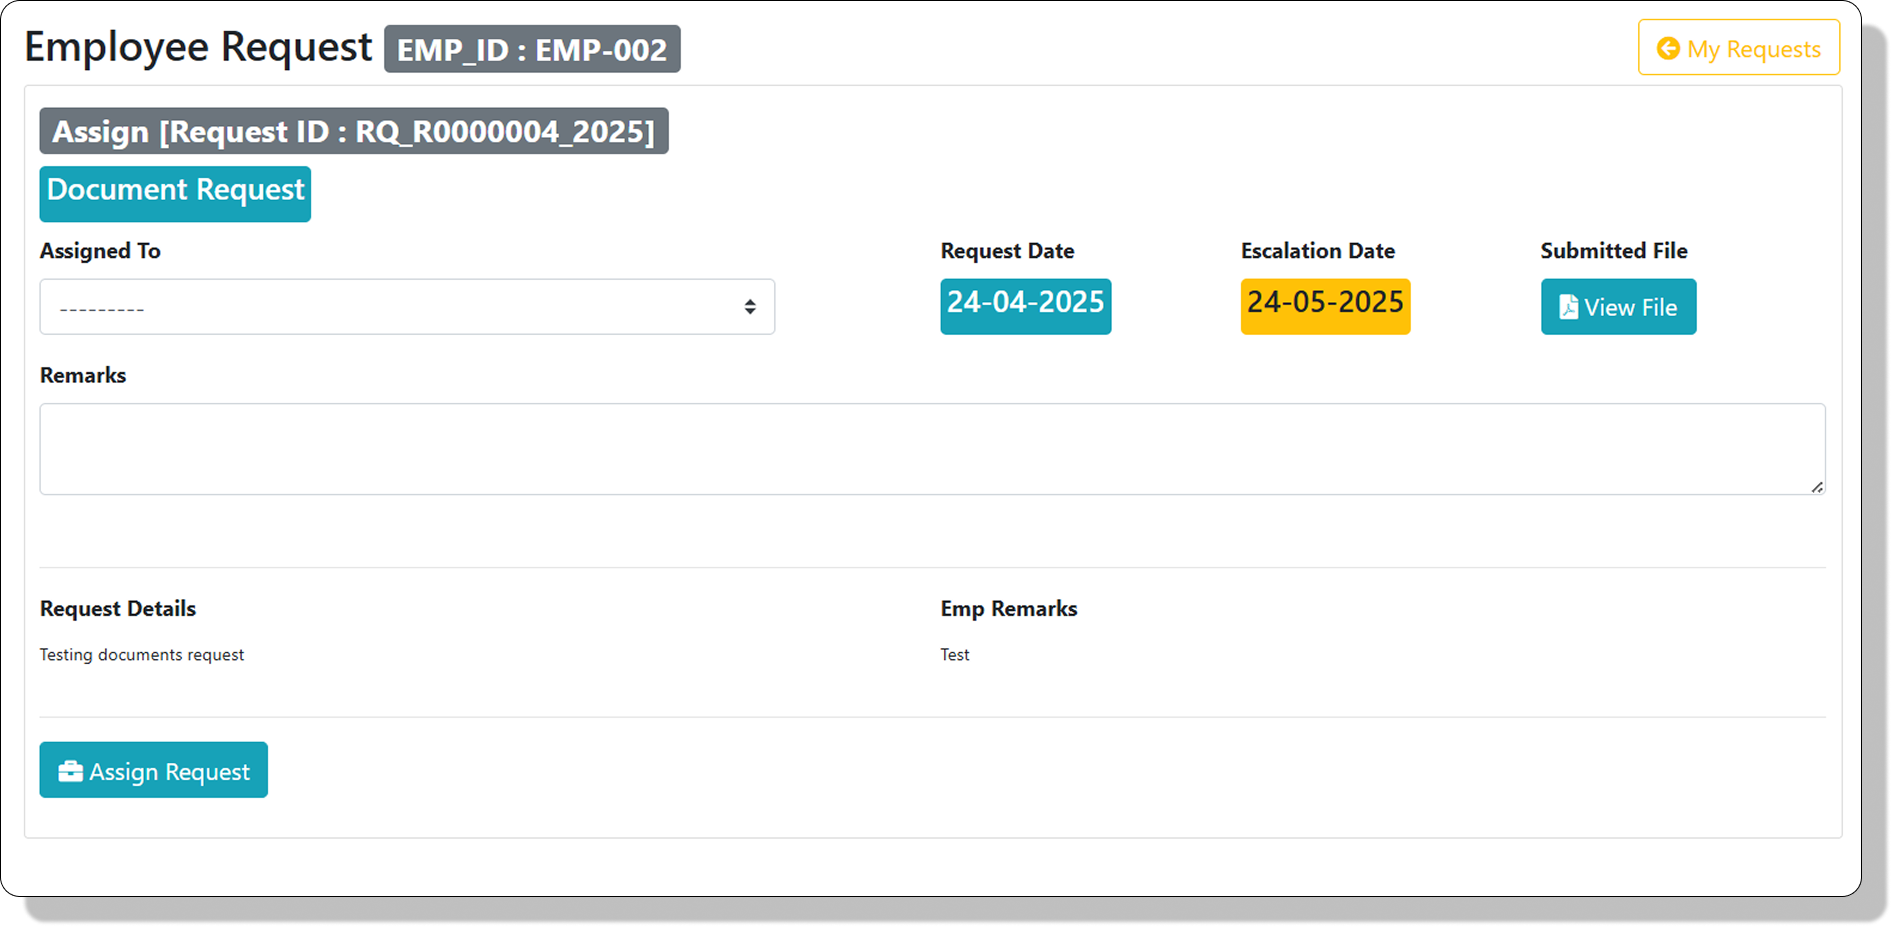 Employee Request EMP_ID : EMP-002
My Requests
Assign [Request ID : RQ_R0000004_2025]
Document Request
Assigned To
Request Date
Escalation Date
Submitted File
---------
24-04-2025
24-05-2025
View File
Remarks
Request Details
Emp Remarks
Testing documents request
Test
Assign Request